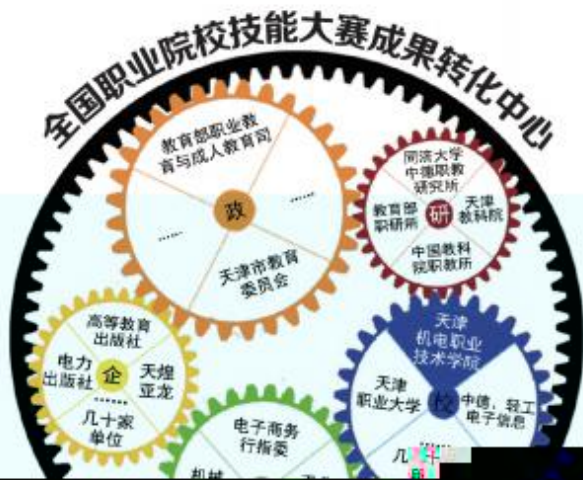 全国职业院校技能大赛成果转化中心
教育部职业教
育与成人教育司
......
政
......
天津市教育
委员会
同济大学
中德职教
研究所
教育部
职研所
研
天津
教科院
中国教科
院职教所
高等教育
出版社
电力
出版社
企
天煌
亚龙
......
几十家
单位
天津
机电职业
技术学院
天津
职业大学
校
中德，轻工
电子信息
......
几十
电子商务
行指委
机械